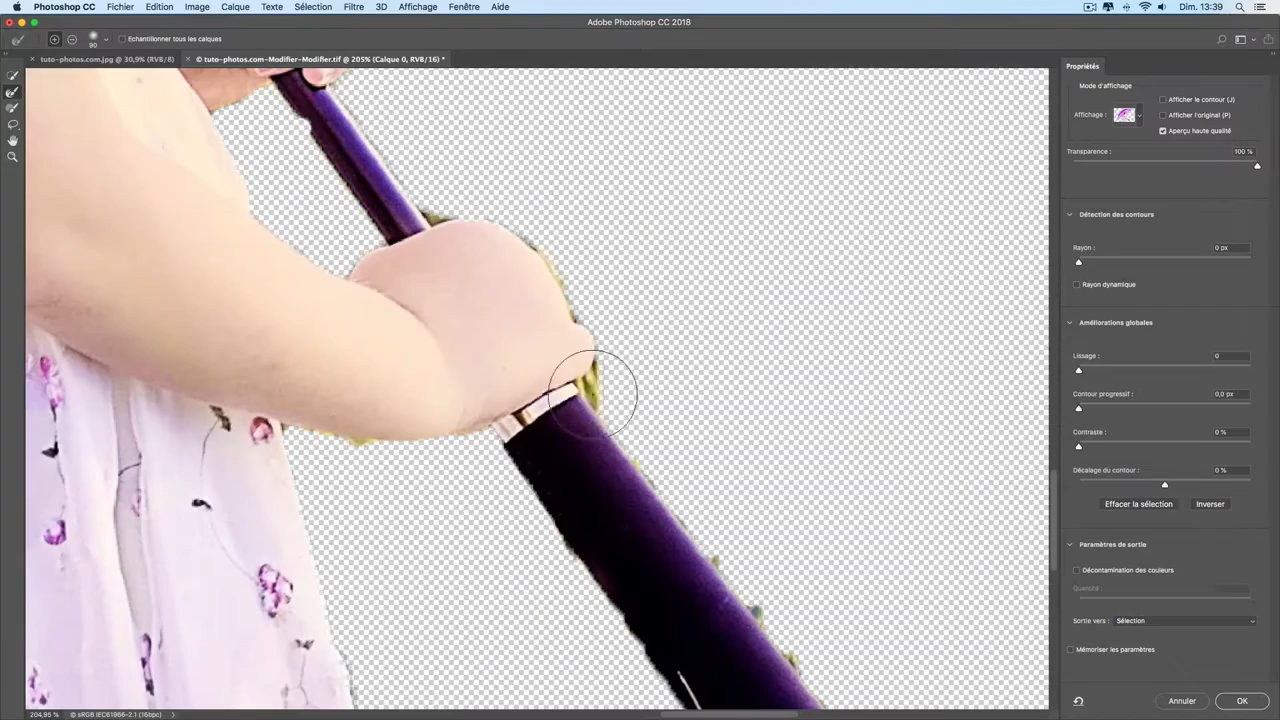 Photoshop CC Fichier Edition Image Calque Texte Sélection Filtre 3D Affichage Fenêtre Aide Dim. 13:39
Adobe Photoshop CC 2018
90 Echantillonner tous les calques
tuto-photos.com.jpg @ 30,9% (RVB/8) © tuto-photos.com-Modifier-Modifier.tif @ 205% (Calque 0, RVB/16) *
Propriétés
Mode d'affichage
Affichage :
Afficher le contour (J)
Afficher l'original (P)
Aperçu haute qualité
Transparence : 100 %
Détection des contours
Rayon : 0 px
Rayon dynamique
Améliorations globales
Lissage : 0
Contour progressif : 0,0 px
Contraste : 0 %
Décalage du contour : 0 %
Effacer la sélection Inverser
Paramètres de sortie
Décontamination des couleurs
Quantité :
Sortie vers : Sélection
Mémoriser les paramètres
Annuler OK
204,95 % © sRGB IEC61966-2.1 (16bpc)